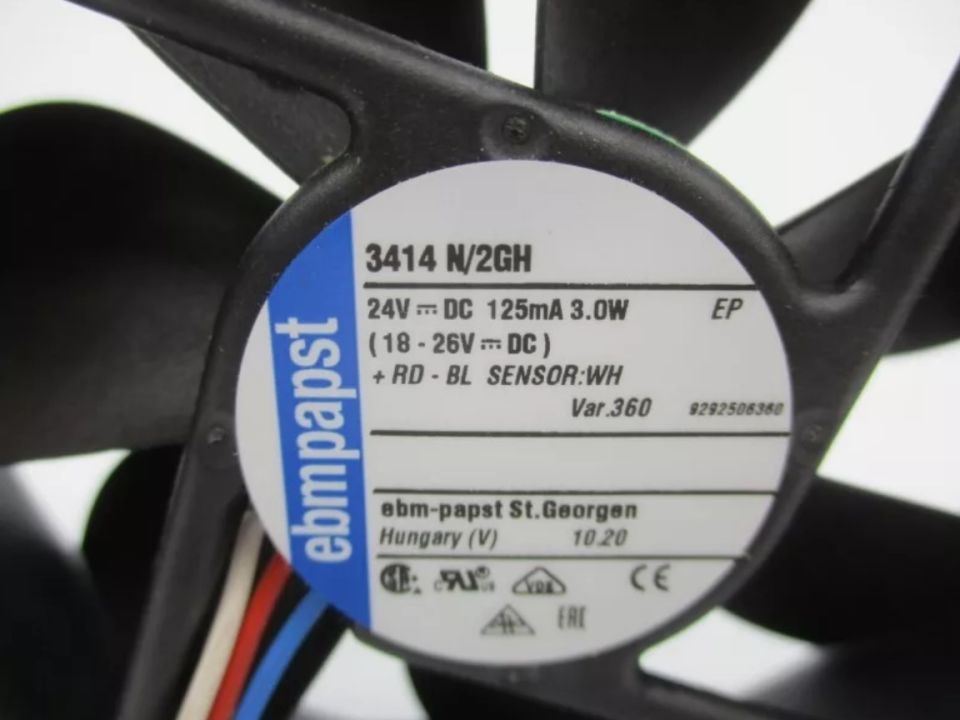 ebmpapst
3414 N/2GH
24V ⎓ DC 125mA 3.0W EP
(18 - 26V ⎓ DC)
+ RD - BL SENSOR:WH
Var.360 9292506360
ebm-papst St.Georgen
Hungary (V) 10.20
VDE CE
EAC